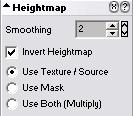 Heightmap
Smoothing 2
Invert Heightmap
Use Texture / Source
Use Mask
Use Both (Multiply)